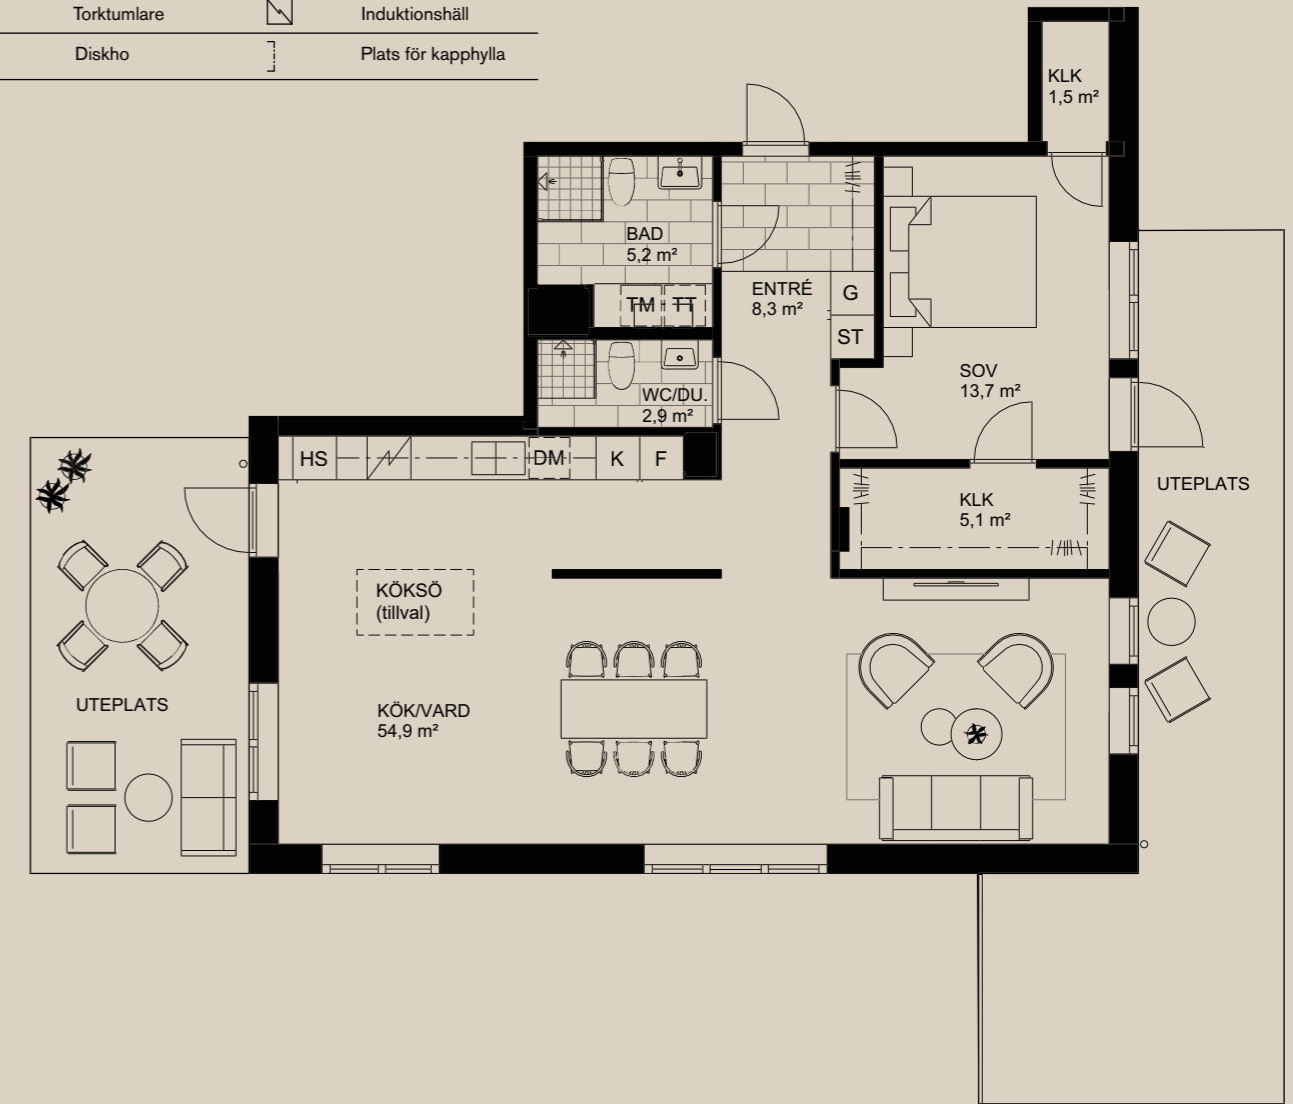 Torktumlare
Induktionshäll
Diskho
Plats för kapphylla
KLK
1,5 m²
BAD
5,2 m²
TM
TT
ENTRÉ
8,3 m²
G
ST
SOV
13,7 m²
WC/DU.
2,9 m²
HS
DM
K
F
KLK
5,1 m²
UTEPLATS
KÖKSÖ
(tillval)
KÖK/VARD
54,9 m²
UTEPLATS